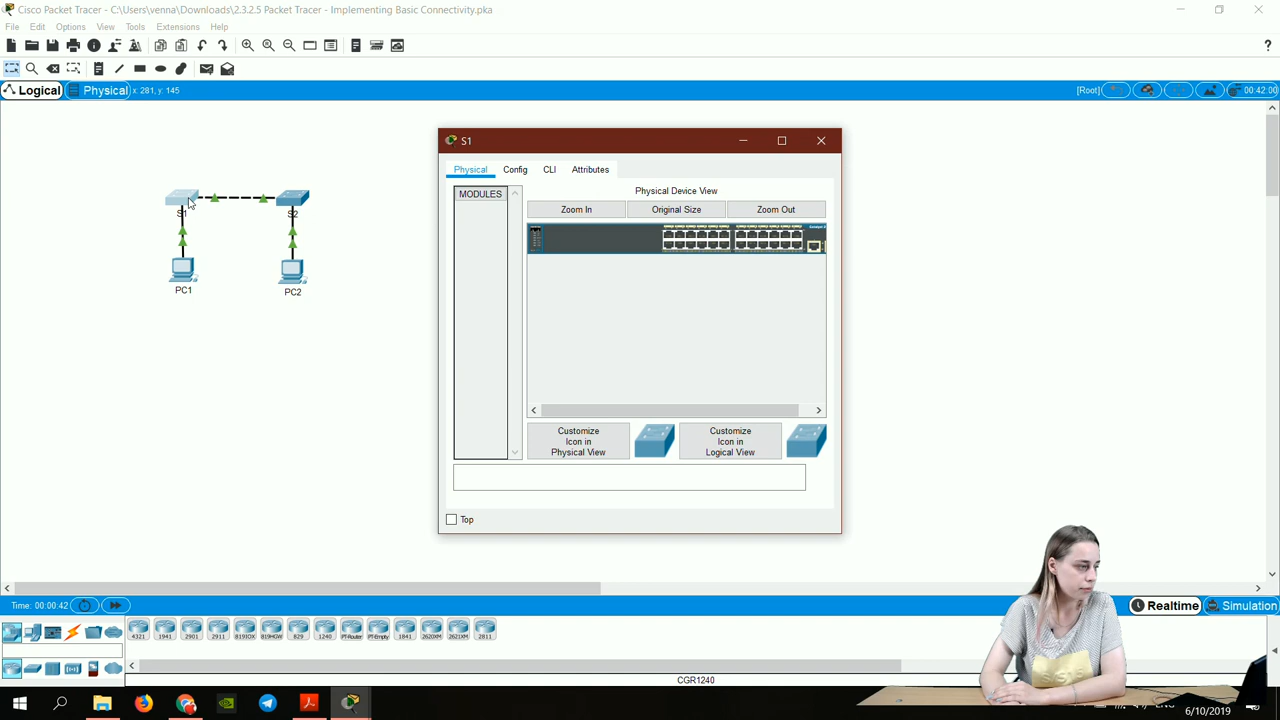 Cisco Packet Tracer - C:\Users\venna\Downloads\2.3.2.5 Packet Tracer - Implementing Basic Connectivity.pka
File Edit Options View Tools Extensions Help
Logical Physical x: 281, y: 145 [Root] 00:42:00
S1
Physical Config CLI Attributes
MODULES
Physical Device View
Zoom In Original Size Zoom Out
S1 S2
PC1 PC2
Customize
Icon in
Physical View
Customize
Icon in
Logical View
Top
Time: 00:00:42 Realtime Simulation
4321 1941 2901 2911 819IOX 819HGW 829 1240 PT-Router PT-Empty 1841 2620XM 2621XM 2811
CGR1240
ENG
6/10/2019